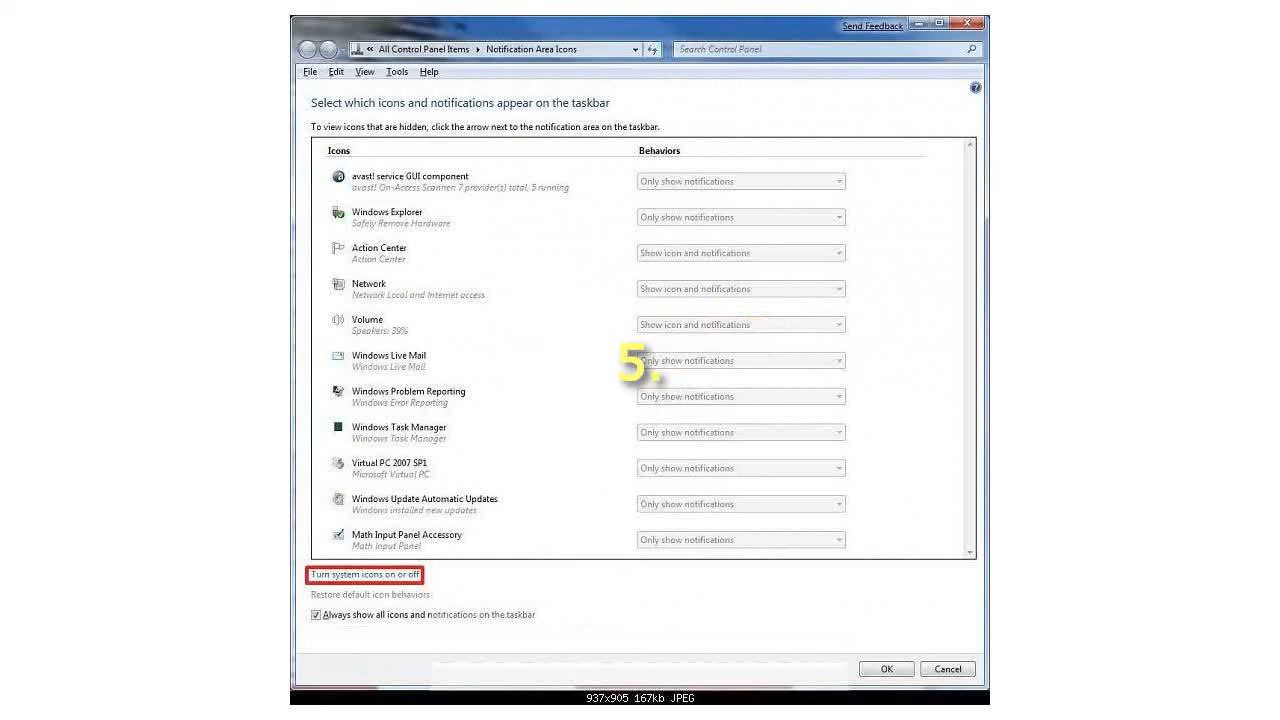 Send Feedback
« All Control Panel Items Notification Area Icons Search Control Panel
File Edit View Tools Help
Select which icons and notifications appear on the taskbar
To view icons that are hidden, click the arrow next to the notification area on the taskbar.
Icons Behaviors
avast! service GUI component
avast! On-Access Scanner: 7 provider(s) total, 5 running
Only show notifications
Windows Explorer
Safely Remove Hardware
Only show notifications
Action Center
Action Center
Show icon and notifications
Network
Network Local and Internet access
Show icon and notifications
Volume
Speakers: 39%
Show icon and notifications
Windows Live Mail
Windows Live Mail
Only show notifications
5.
Windows Problem Reporting
Windows Error Reporting
Only show notifications
Windows Task Manager
Windows Task Manager
Only show notifications
Virtual PC 2007 SP1
Microsoft Virtual PC
Only show notifications
Windows Update Automatic Updates
Windows installed new updates
Only show notifications
Math Input Panel Accessory
Math Input Panel
Only show notifications
Turn system icons on or off
Restore default icon behaviors
Always show all icons and notifications on the taskbar
OK Cancel
937x905 167kb JPEG